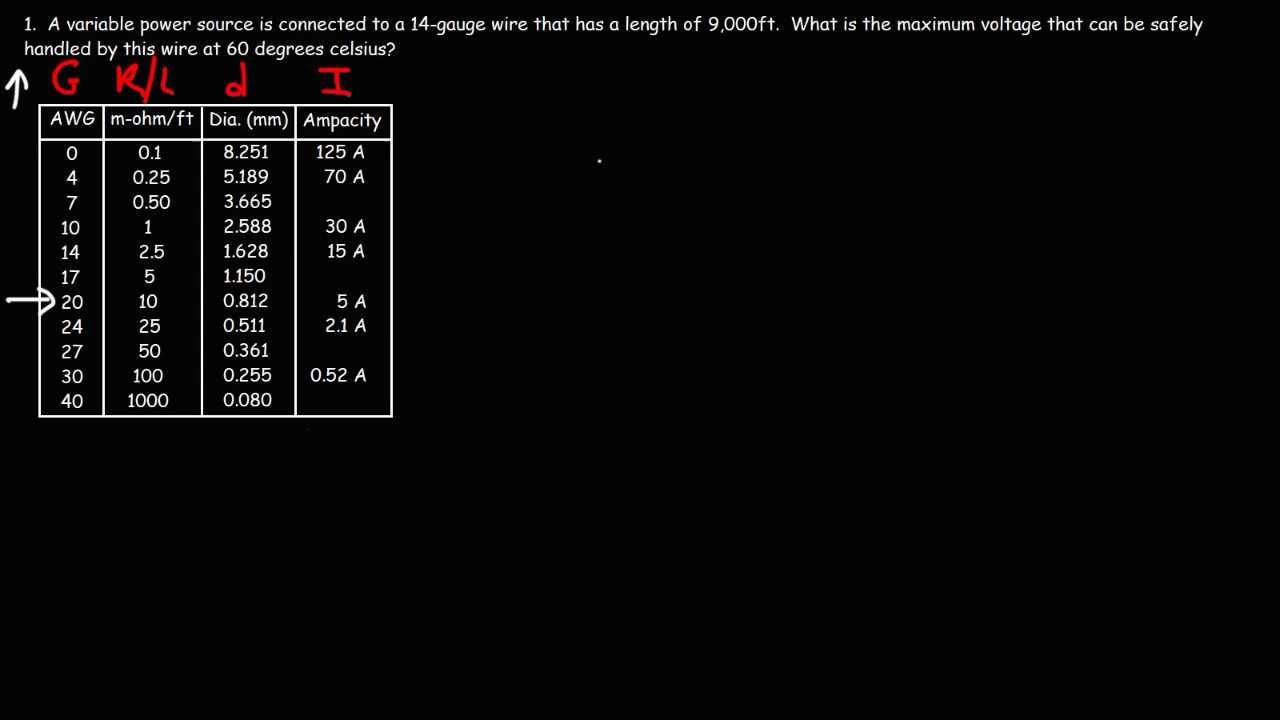 1. A variable power source is connected to a 14-gauge wire that has a length of 9,000ft. What is the maximum voltage that can be safely
handled by this wire at 60 degrees celsius?
G R/L d I
AWG m-ohm/ft Dia. (mm) Ampacity
0 0.1 8.251 125 A
4 0.25 5.189 70 A
7 0.50 3.665
10 1 2.588 30 A
14 2.5 1.628 15 A
17 5 1.150
20 10 0.812 5 A
24 25 0.511 2.1 A
27 50 0.361
30 100 0.255 0.52 A
40 1000 0.080